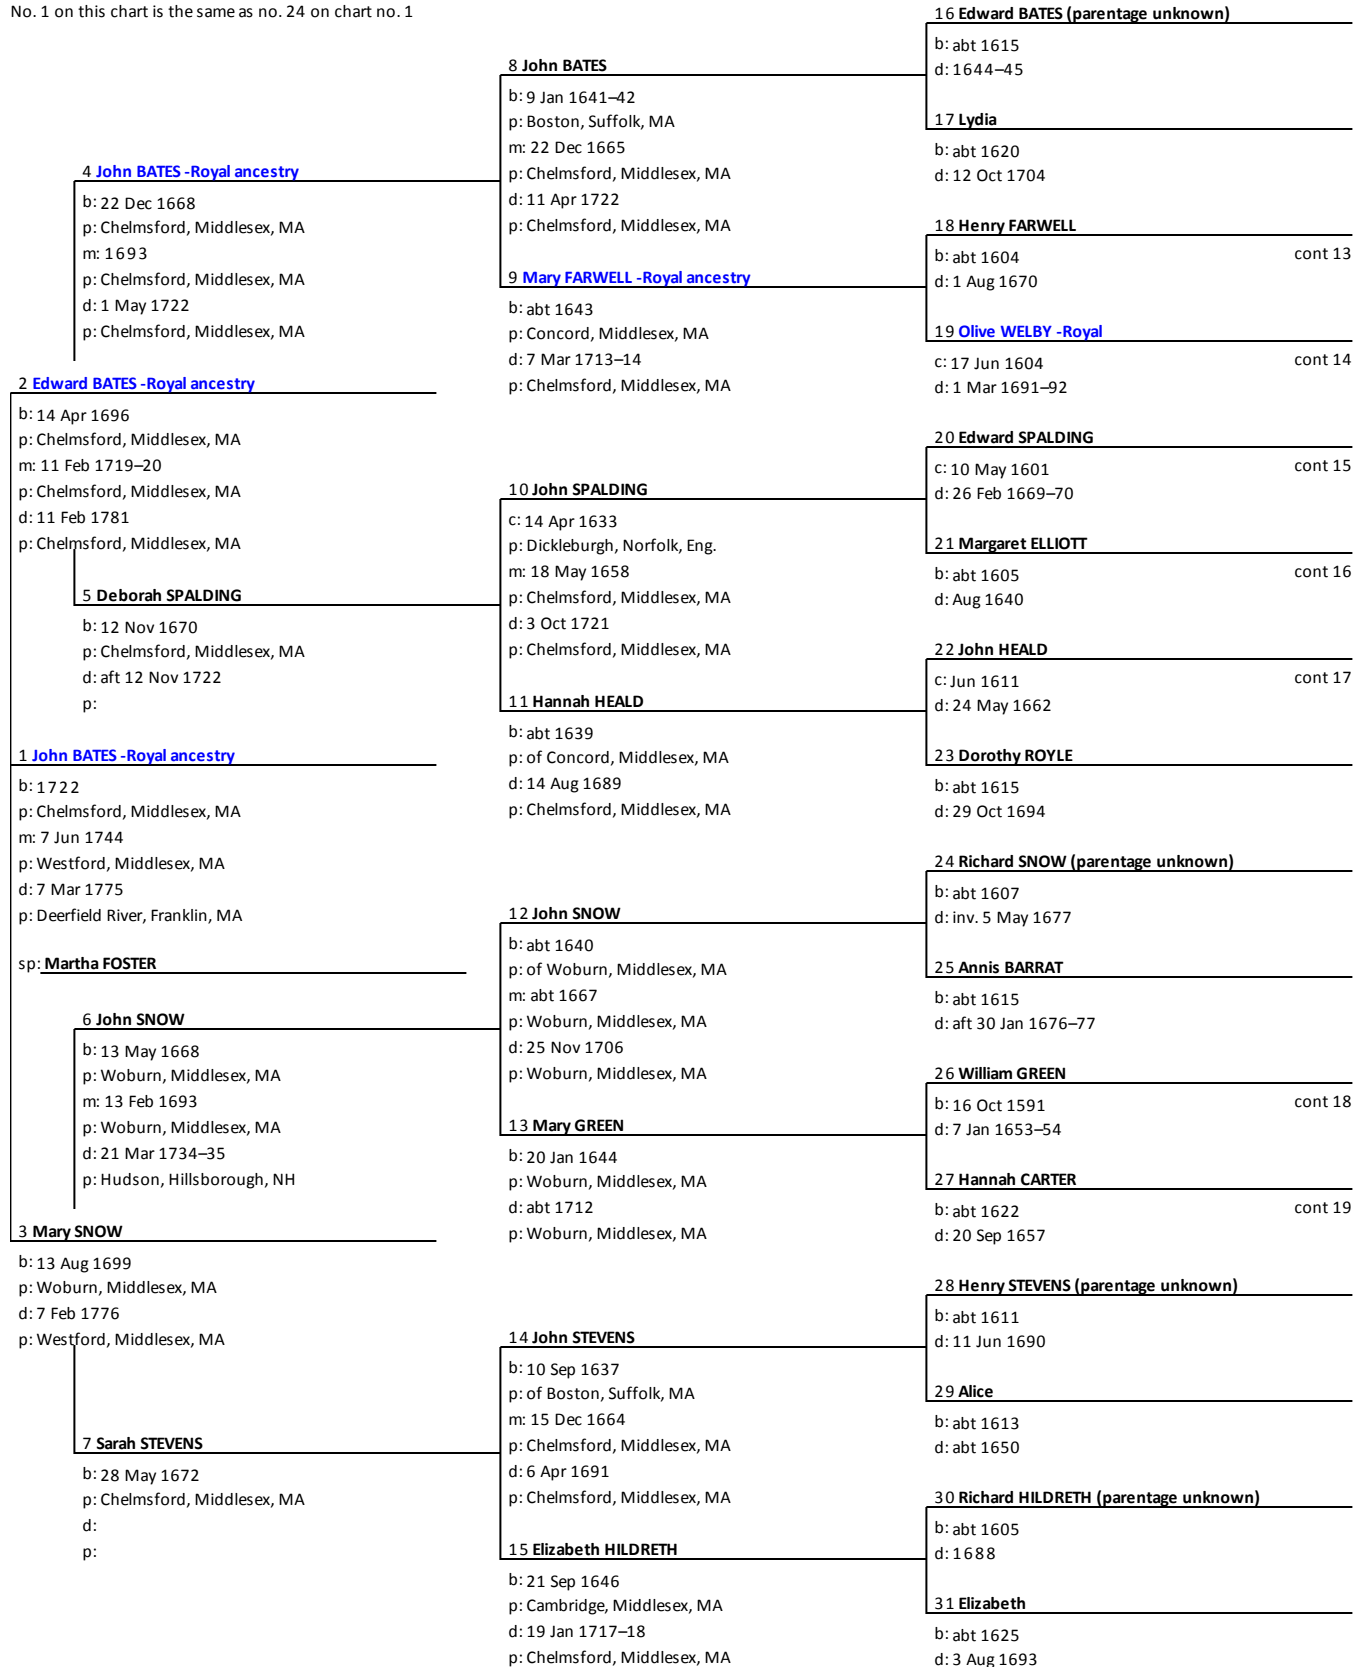 No. 1 on this chart is the same as no. 24 on chart no. 1
4 John BATES -Royal ancestry
b: 22 Dec 1668
p: Chelmsford, Middlesex, MA
m: 1693
p: Chelmsford, Middlesex, MA
d: 1 May 1722
p: Chelmsford, Middlesex, MA
2 Edward BATES -Royal ancestry
b: 14 Apr 1696
p: Chelmsford, Middlesex, MA
m: 11 Feb 1719–20
p: Chelmsford, Middlesex, MA
d: 11 Feb 1781
p: Chelmsford, Middlesex, MA
5 Deborah SPALDING
b: 12 Nov 1670
p: Chelmsford, Middlesex, MA
d: aft 12 Nov 1722
p:
1 John BATES -Royal ancestry
b: 1722
p: Chelmsford, Middlesex, MA
m: 7 Jun 1744
p: Westford, Middlesex, MA
d: 7 Mar 1775
p: Deerfield River, Franklin, MA
sp: Martha FOSTER
6 John SNOW
b: 13 May 1668
p: Woburn, Middlesex, MA
m: 13 Feb 1693
p: Woburn, Middlesex, MA
d: 21 Mar 1734–35
p: Hudson, Hillsborough, NH
3 Mary SNOW
b: 13 Aug 1699
p: Woburn, Middlesex, MA
d: 7 Feb 1776
p: Westford, Middlesex, MA
7 Sarah STEVENS
b: 28 May 1672
p: Chelmsford, Middlesex, MA
d:
p:
8 John BATES
b: 9 Jan 1641–42
p: Boston, Suffolk, MA
m: 22 Dec 1665
p: Chelmsford, Middlesex, MA
d: 11 Apr 1722
p: Chelmsford, Middlesex, MA
9 Mary FARWELL -Royal ancestry
b: abt 1643
p: Concord, Middlesex, MA
d: 7 Mar 1713–14
p: Chelmsford, Middlesex, MA
10 John SPALDING
c: 14 Apr 1633
p: Dickleburgh, Norfolk, Eng.
m: 18 May 1658
p: Chelmsford, Middlesex, MA
d: 3 Oct 1721
p: Chelmsford, Middlesex, MA
11 Hannah HEALD
b: abt 1639
p: of Concord, Middlesex, MA
d: 14 Aug 1689
p: Chelmsford, Middlesex, MA
12 John SNOW
b: abt 1640
p: of Woburn, Middlesex, MA
m: abt 1667
p: Woburn, Middlesex, MA
d: 25 Nov 1706
p: Woburn, Middlesex, MA
13 Mary GREEN
b: 20 Jan 1644
p: Woburn, Middlesex, MA
d: abt 1712
p: Woburn, Middlesex, MA
14 John STEVENS
b: 10 Sep 1637
p: of Boston, Suffolk, MA
m: 15 Dec 1664
p: Chelmsford, Middlesex, MA
d: 6 Apr 1691
p: Chelmsford, Middlesex, MA
15 Elizabeth HILDRETH
b: 21 Sep 1646
p: Cambridge, Middlesex, MA
d: 19 Jan 1717–18
p: Chelmsford, Middlesex, MA
16 Edward BATES (parentage unknown)
b: abt 1615
d: 1644–45
17 Lydia
b: abt 1620
d: 12 Oct 1704
18 Henry FARWELL
b: abt 1604 cont 13
d: 1 Aug 1670
19 Olive WELBY -Royal
c: 17 Jun 1604 cont 14
d: 1 Mar 1691–92
20 Edward SPALDING
c: 10 May 1601 cont 15
d: 26 Feb 1669–70
21 Margaret ELLIOTT
b: abt 1605 cont 16
d: Aug 1640
22 John HEALD
c: Jun 1611 cont 17
d: 24 May 1662
23 Dorothy ROYLE
b: abt 1615
d: 29 Oct 1694
24 Richard SNOW (parentage unknown)
b: abt 1607
d: inv. 5 May 1677
25 Annis BARRAT
b: abt 1615
d: aft 30 Jan 1676–77
26 William GREEN
b: 16 Oct 1591 cont 18
d: 7 Jan 1653–54
27 Hannah CARTER
b: abt 1622 cont 19
d: 20 Sep 1657
28 Henry STEVENS (parentage unknown)
b: abt 1611
d: 11 Jun 1690
29 Alice
b: abt 1613
d: abt 1650
30 Richard HILDRETH (parentage unknown)
b: abt 1605
d: 1688
31 Elizabeth
b: abt 1625
d: 3 Aug 1693